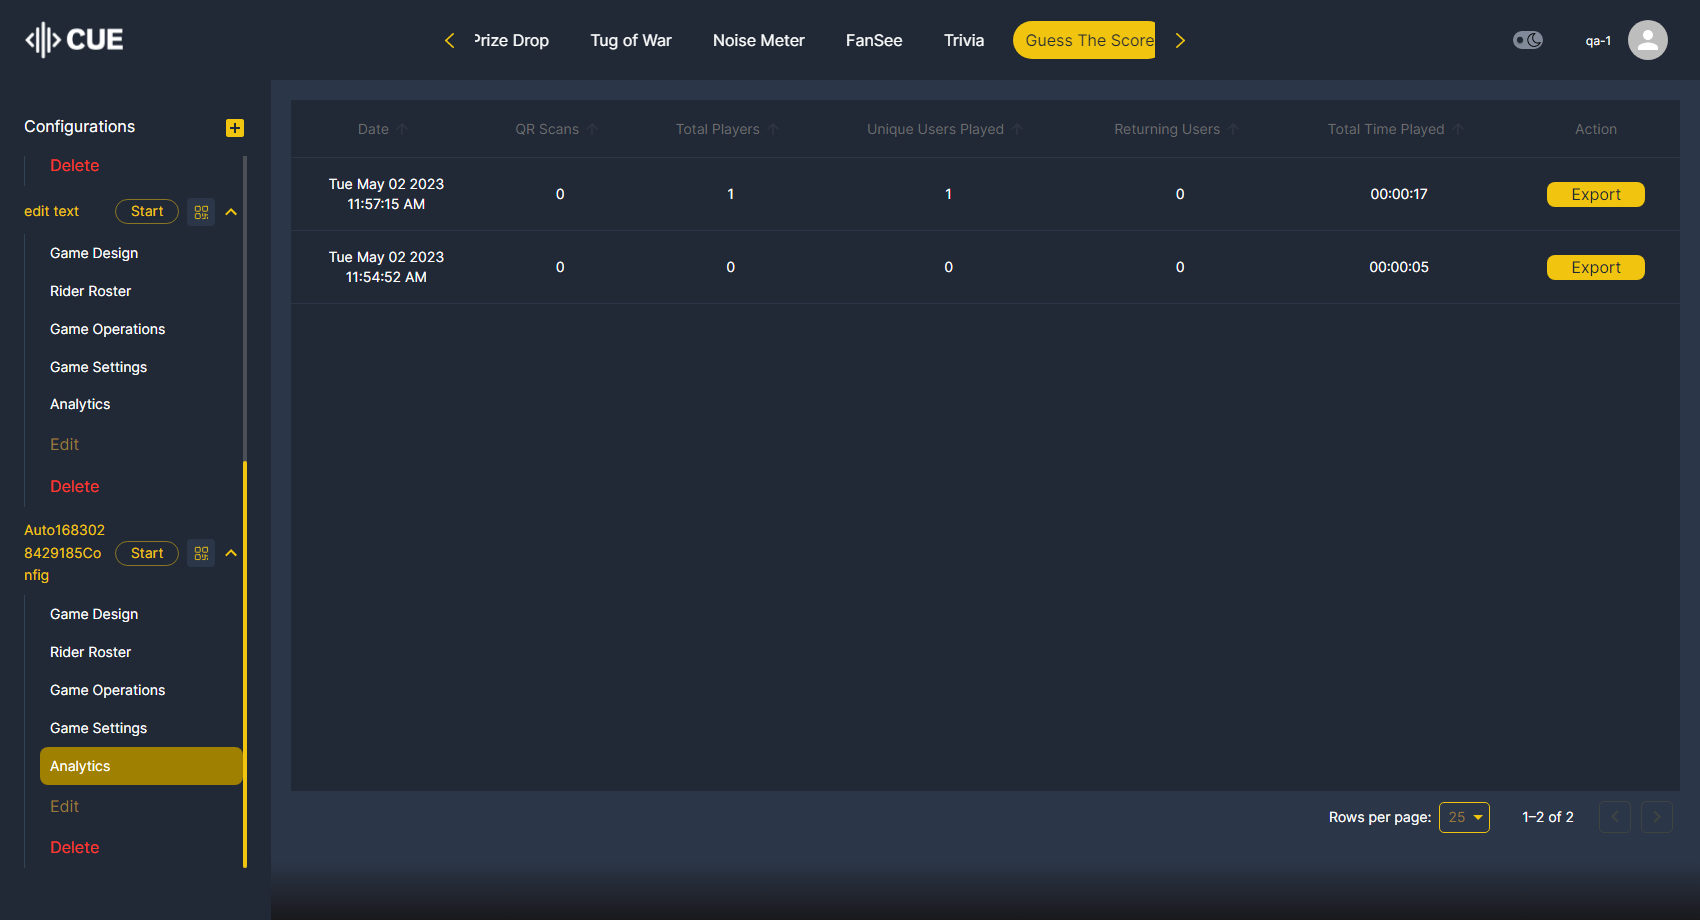 CUE
Prize Drop Tug of War Noise Meter FanSee Trivia Guess The Score
qa-1
Configurations
Delete
edit text Start
Game Design
Rider Roster
Game Operations
Game Settings
Analytics
Edit
Delete
Auto168302
8429185Co
nfig
Start
Game Design
Rider Roster
Game Operations
Game Settings
Analytics
Edit
Delete
Date QR Scans Total Players Unique Users Played Returning Users Total Time Played Action
Tue May 02 2023
11:57:15 AM
0 1 1 0 00:00:17 Export
Tue May 02 2023
11:54:52 AM
0 0 0 0 00:00:05 Export
Rows per page: 25 1–2 of 2